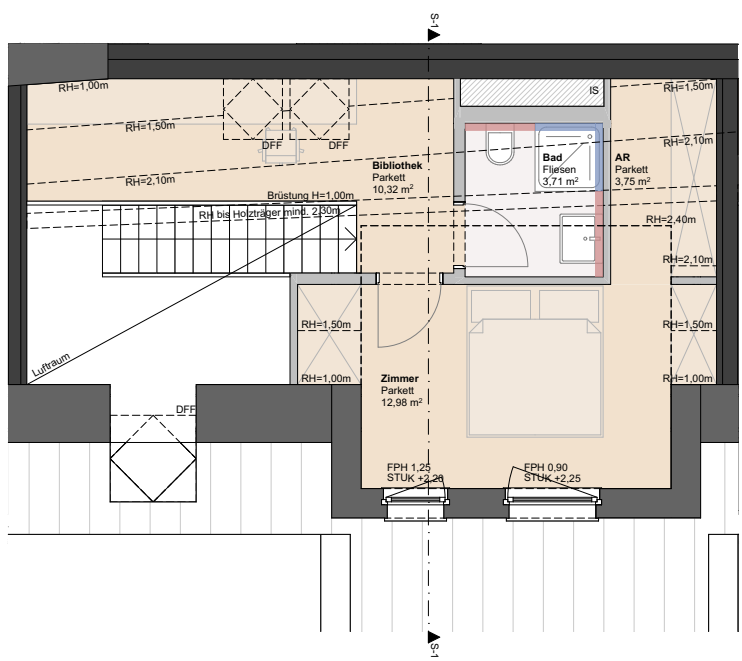 S-1
RH=1,00m
RH=1,50m
IS
RH=1,50m
DFF
DFF
RH=2,10m
Bibliothek
Parkett
10,32 m²
Bad
Fliesen
3,71 m²
AR
Parkett
3,75 m²
RH=2,10m
Brüstung H=1,00m
RH bis Holzträger mind. 2,30m
RH=2,40m
RH=2,10m
RH=1,50m
RH=1,50m
Luftraum
RH=1,00m
RH=1,00m
Zimmer
Parkett
12,98 m²
DFF
FPH 1,25
STUK +2,20
FPH 0,90
STUK +2,25
S-1